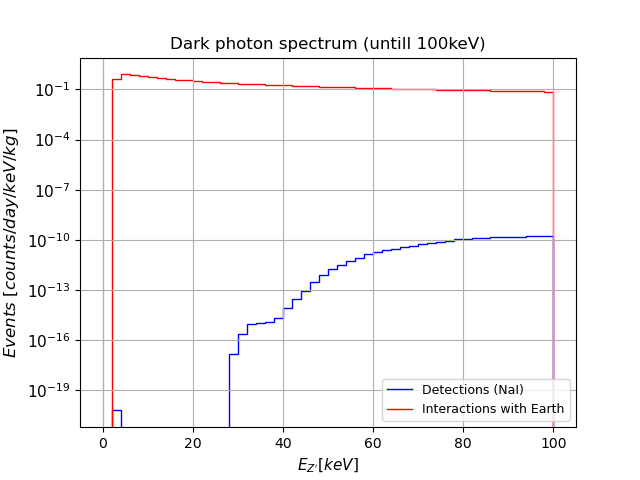 Dark photon spectrum (untill 100keV)
Events [counts/day/keV/kg]
10⁻¹
10⁻⁴
10⁻⁷
10⁻¹⁰
10⁻¹³
10⁻¹⁶
10⁻¹⁹
Detections (NaI)
Interactions with Earth
0 20 40 60 80 100
E_{Z'}[keV]